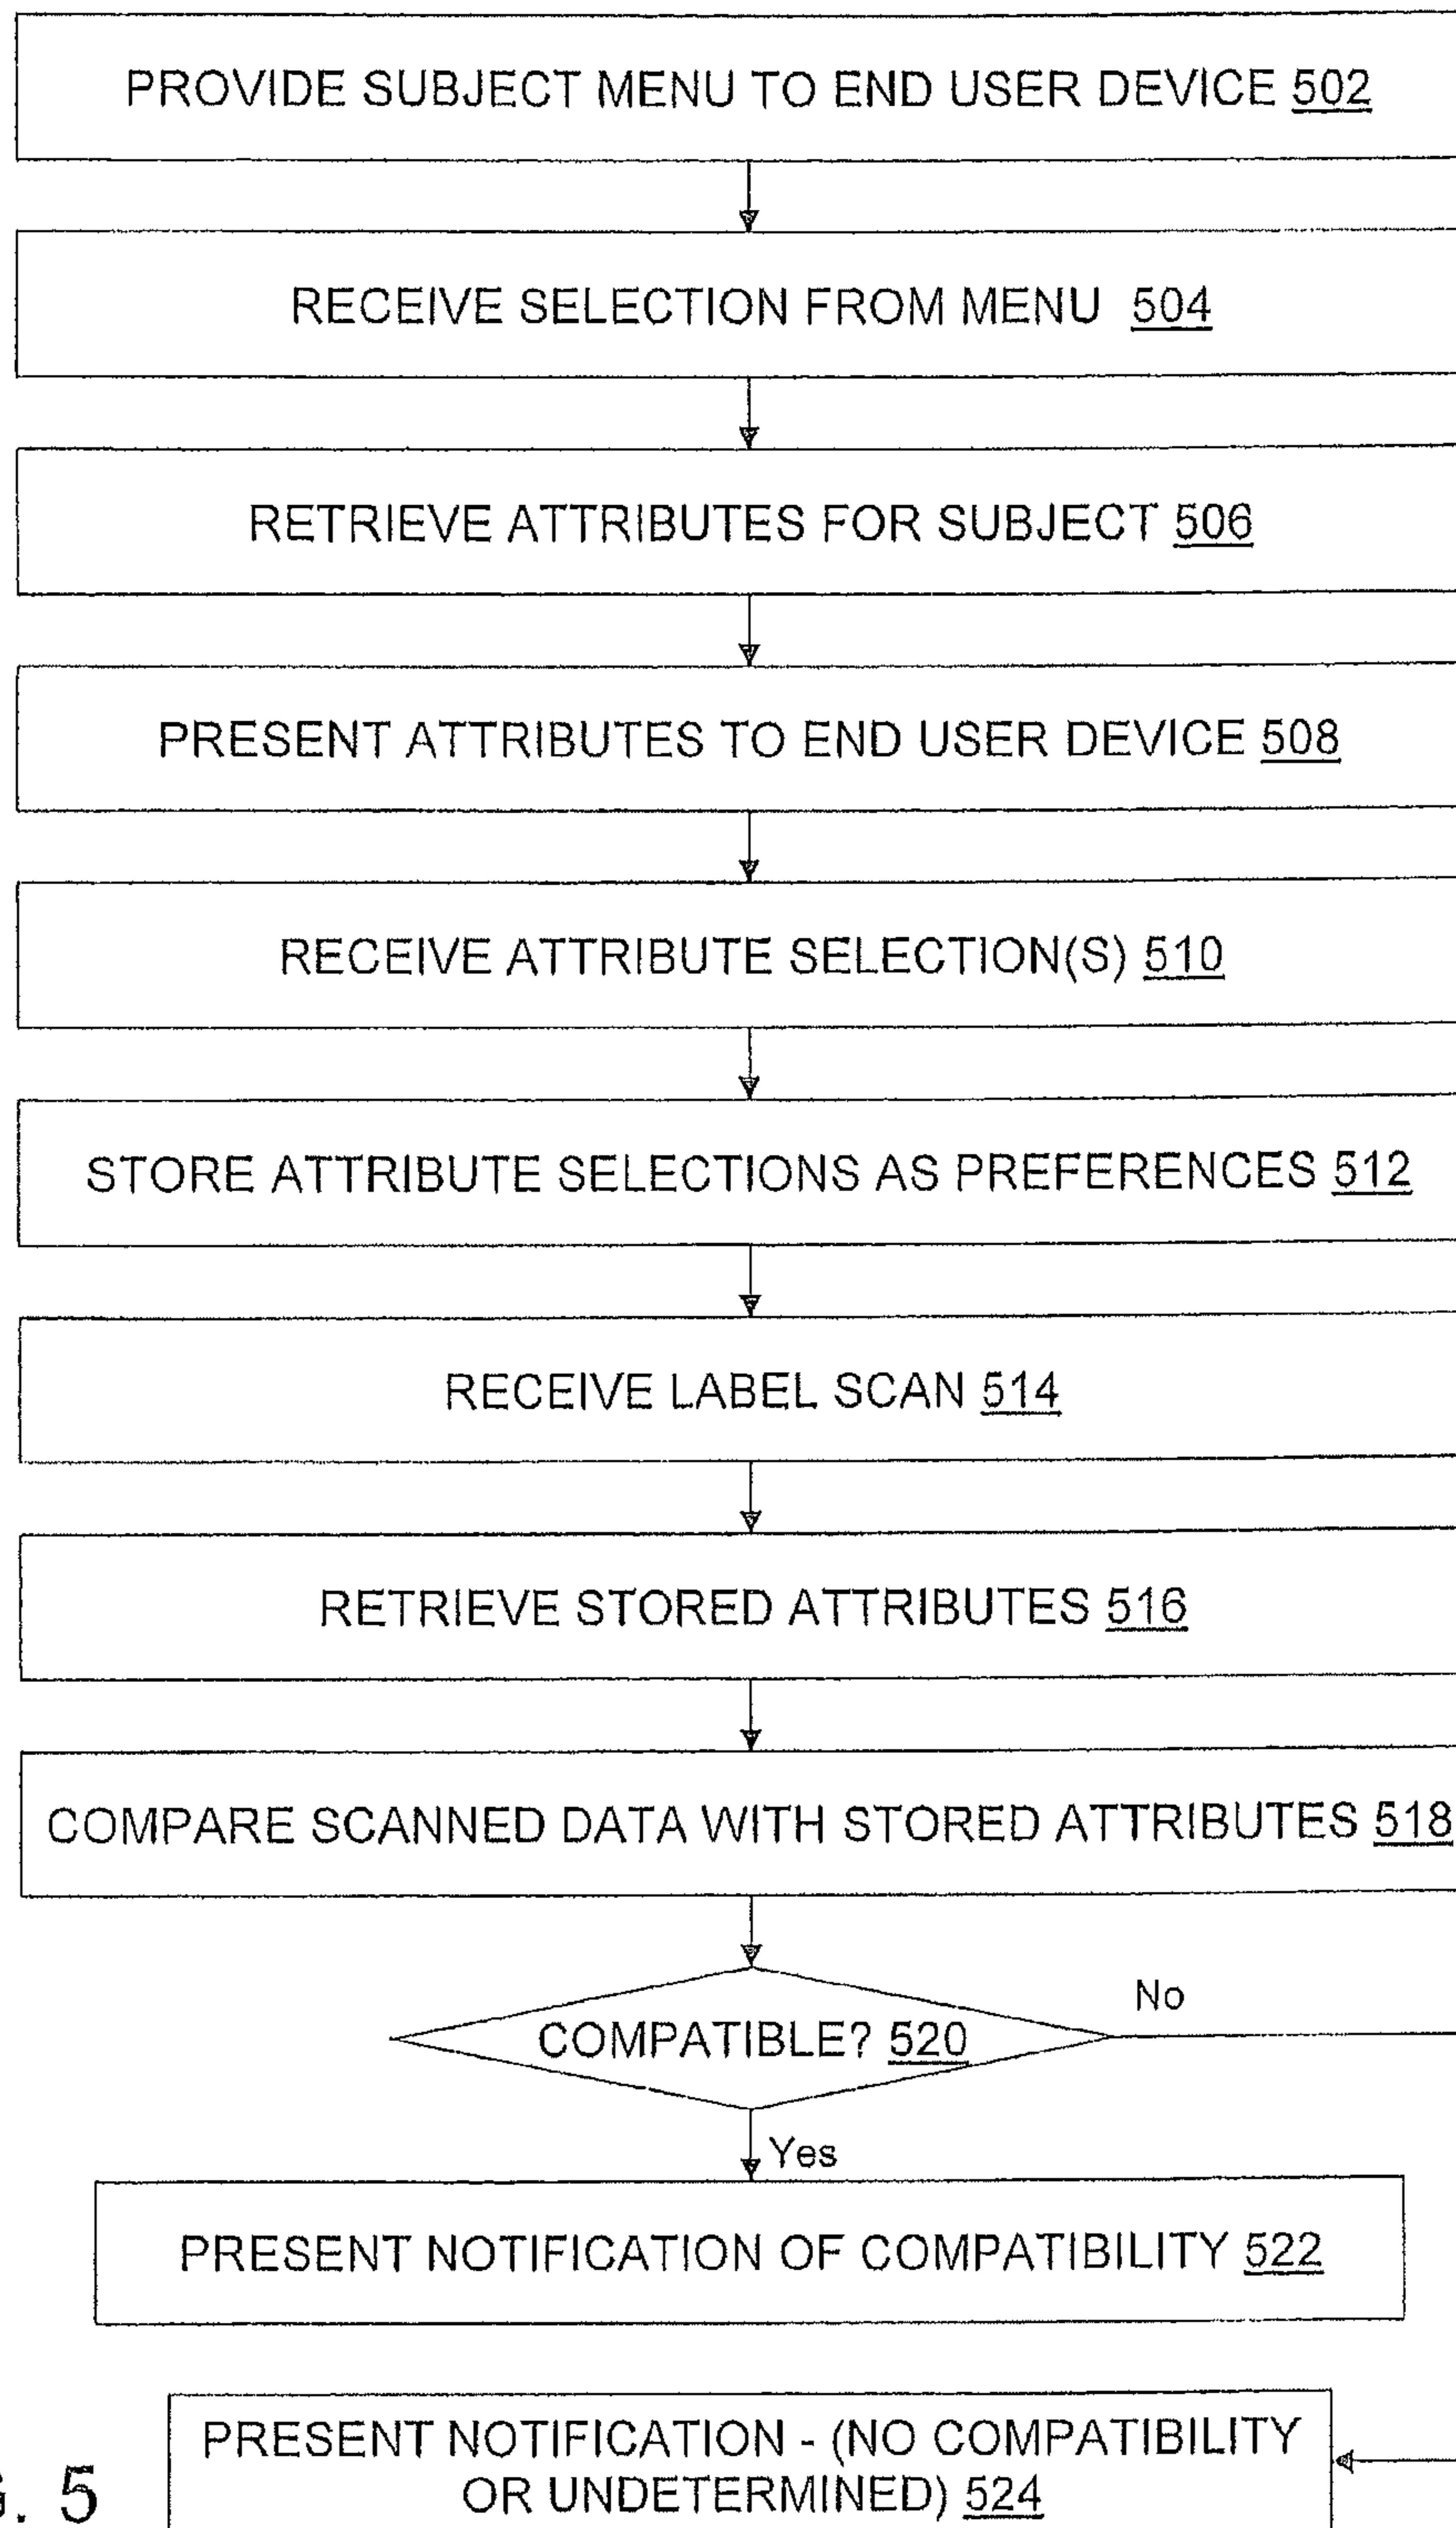 PROVIDE SUBJECT MENU TO END USER DEVICE 502
RECEIVE SELECTION FROM MENU 504
RETRIEVE ATTRIBUTES FOR SUBJECT 506
PRESENT ATTRIBUTES TO END USER DEVICE 508
RECEIVE ATTRIBUTE SELECTION(S) 510
STORE ATTRIBUTE SELECTIONS AS PREFERENCES 512
RECEIVE LABEL SCAN 514
RETRIEVE STORED ATTRIBUTES 516
COMPARE SCANNED DATA WITH STORED ATTRIBUTES 518
No
COMPATIBLE? 520
Yes
PRESENT NOTIFICATION OF COMPATIBILITY 522
PRESENT NOTIFICATION - (NO COMPATIBILITY
OR UNDETERMINED) 524
G. 5